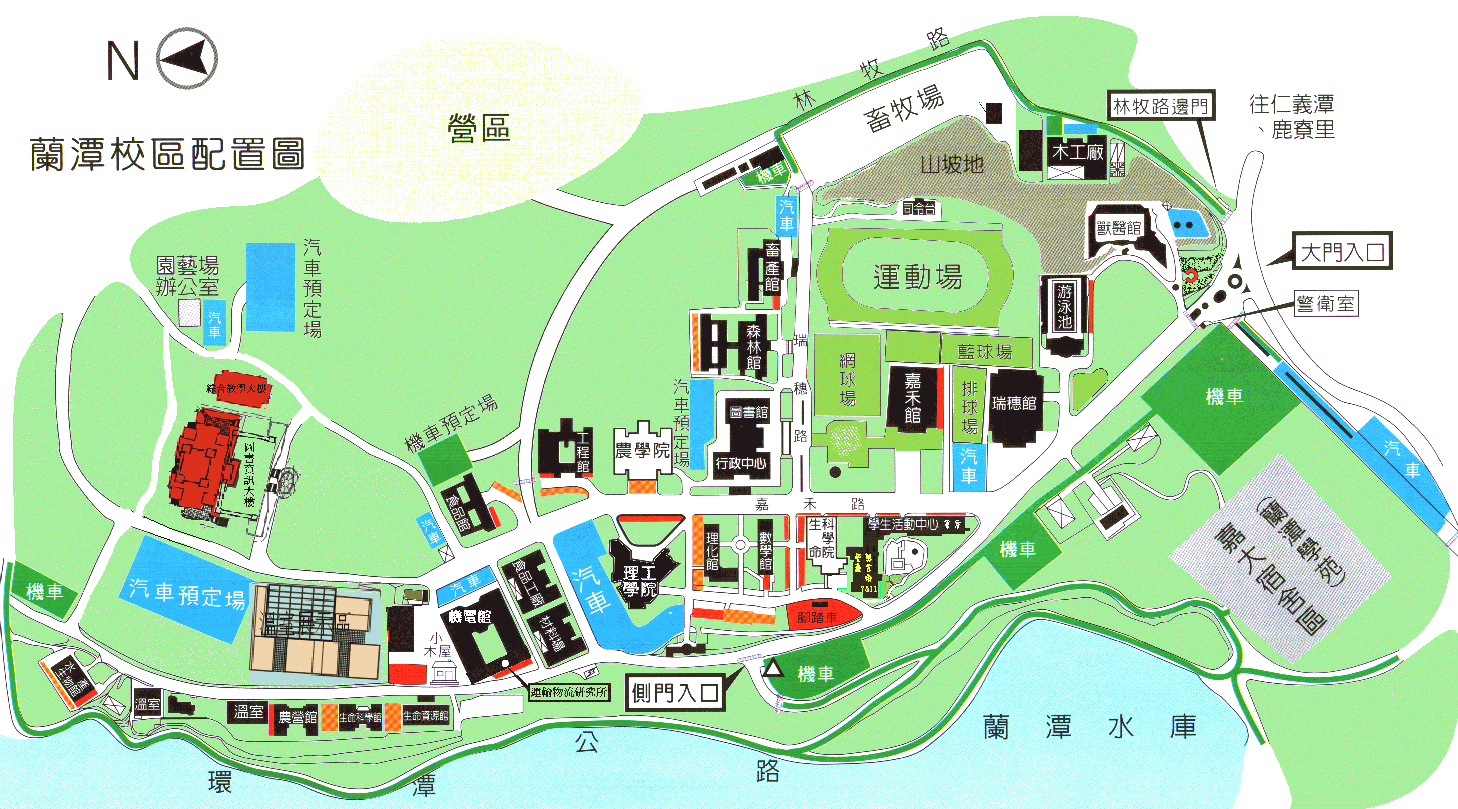 N
蘭潭校區配置圖
營區
林牧路
畜牧場
機車
汽車
山坡地
木工廠
林牧路邊門
往仁義潭
、鹿寮里
大門入口
警衛室
獸醫館
司令台
運動場
游泳池
畜產館
森林館
瑞穗路
網球場
籃球場
嘉禾館
排球場
瑞穗館
汽車
機車
汽車
園藝場
辦公室
汽車
汽車預定場
綜合教學大樓
機車預定場
工程館
農學院
汽車預定場
圖書館
行政中心
嘉禾路
食品館
汽車
理工
學院
理化館
數學館
生命科學院
學生活動中心
7&11
機車
嘉大宿舍區
(蘭潭學苑)
機車
汽車預定場
汽車
食品工廠
機電館
材料場
汽車
小木屋
腳踏車
機車
運輸物流研究所
側門入口
水生生物館
溫室
溫室
農營館
生命科學館
生命資源館
蘭潭水庫
環潭公路